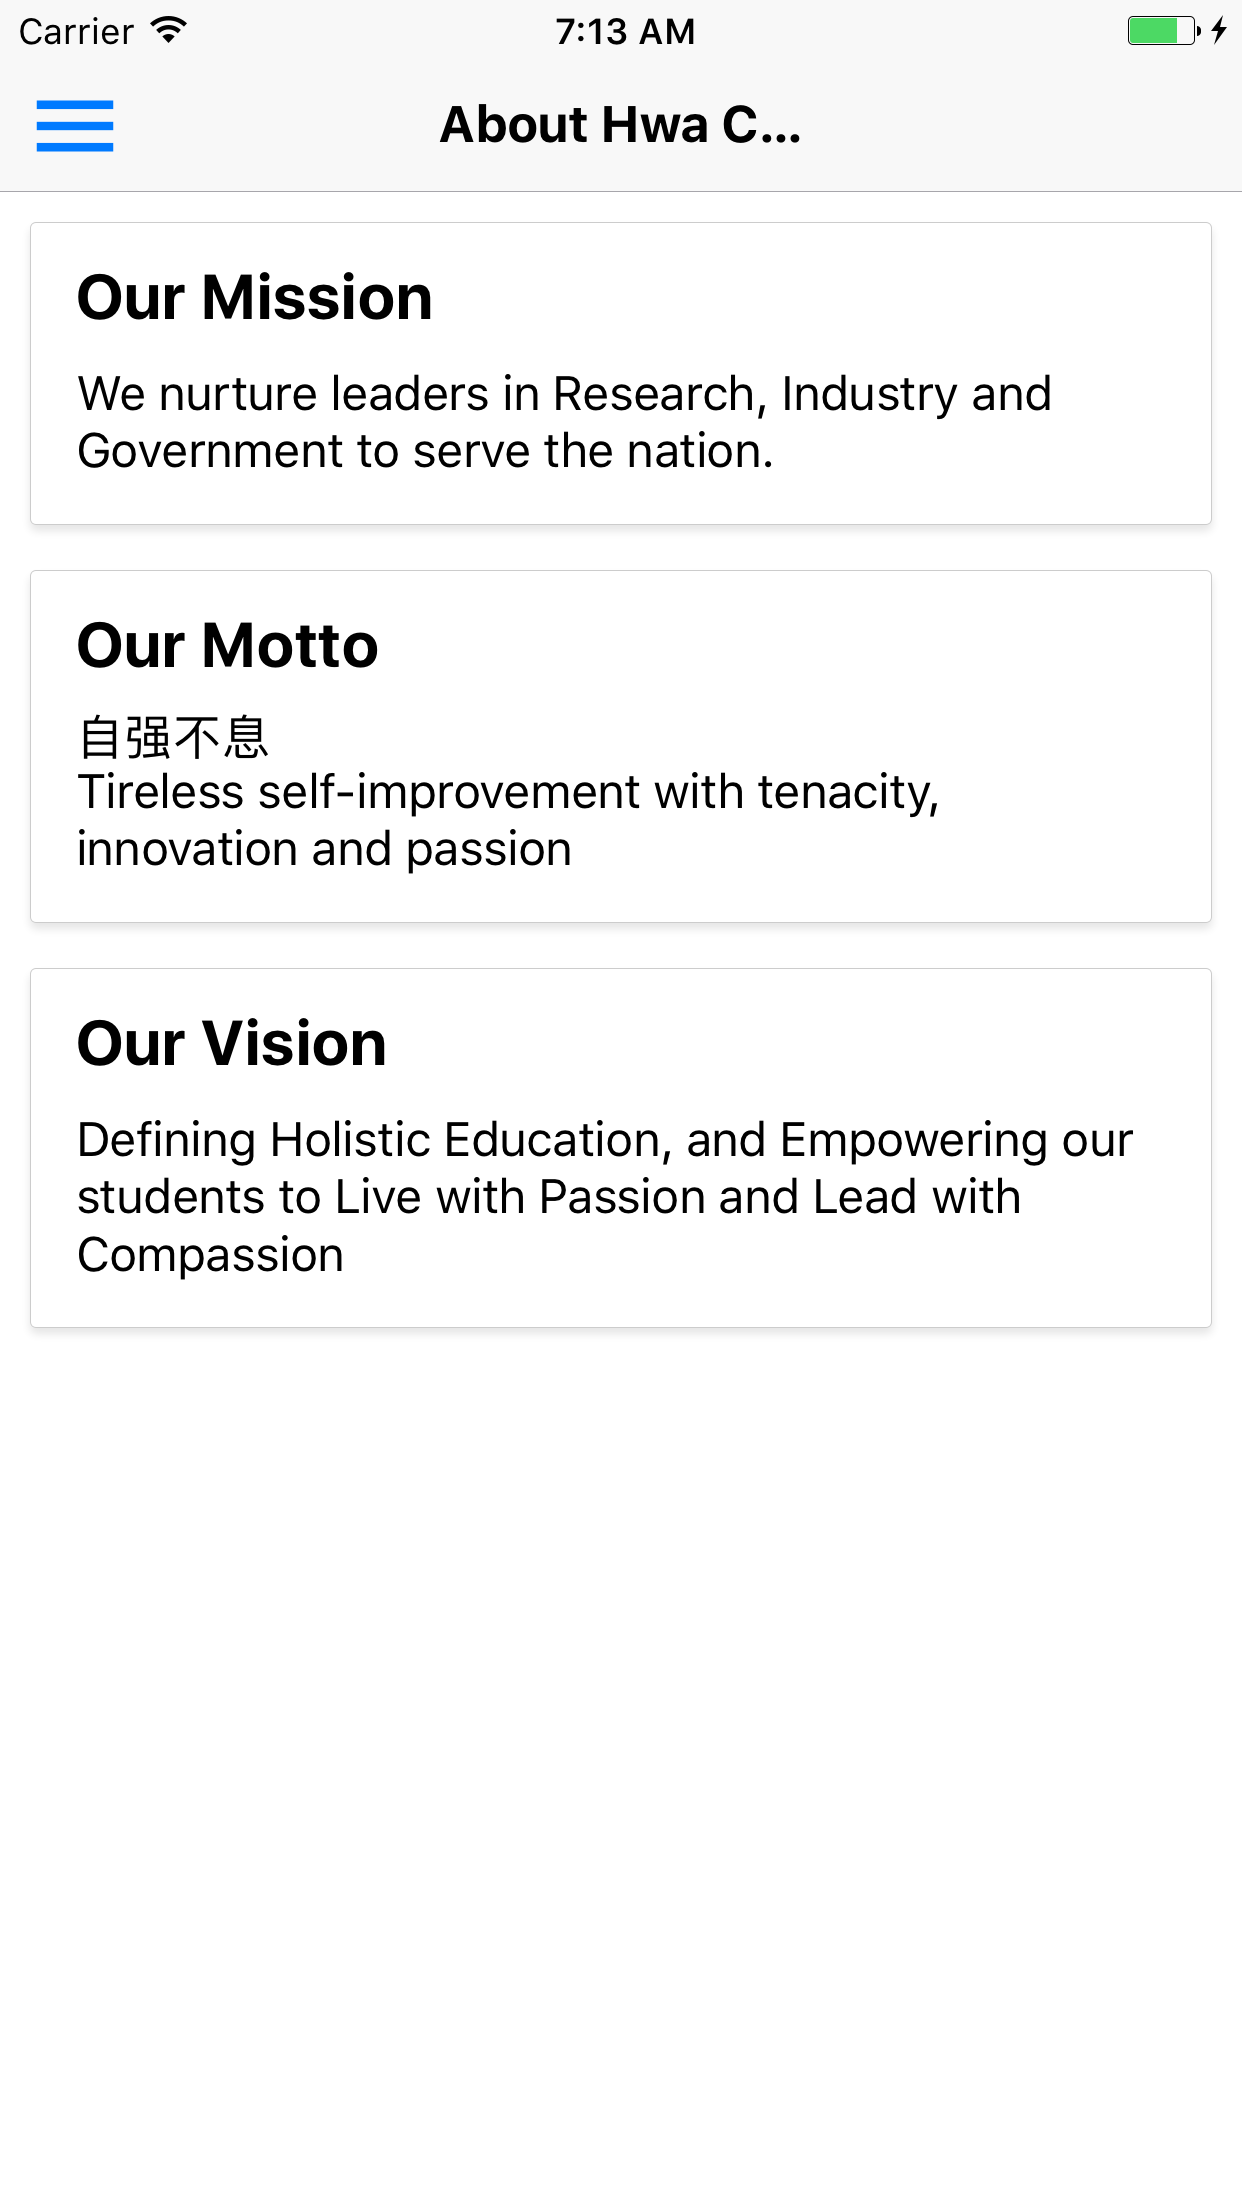 Carrier
7:13 AM
About Hwa C...
Our Mission
We nurture leaders in Research, Industry and
Government to serve the nation.
Our Motto
自强不息
Tireless self-improvement with tenacity,
innovation and passion
Our Vision
Defining Holistic Education, and Empowering our
students to Live with Passion and Lead with
Compassion